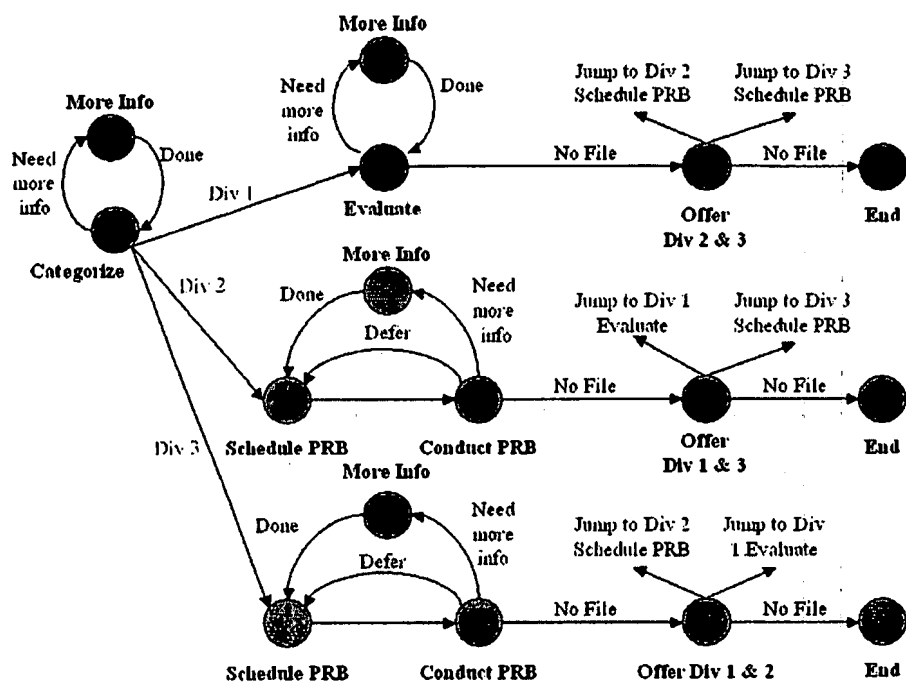 More Info
Need
more
info
Done
More Info
Need
more
info
Done
Categorize
Div 1
Div 2
Div 3
Evaluate
No File
Jump to Div 2
Schedule PRB
Jump to Div 3
Schedule PRB
Offer
Div 2 & 3
No File
End
More Info
Done
Need
more
info
Defer
Schedule PRB
Conduct PRB
No File
Jump to Div 1
Evaluate
Jump to Div 3
Schedule PRB
Offer
Div 1 & 3
No File
End
More Info
Done
Need
more
info
Defer
Schedule PRB
Conduct PRB
No File
Jump to Div 2
Schedule PRB
Jump to Div
1 Evaluate
Offer Div 1 & 2
No File
End